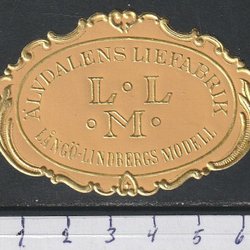 ÄLVDALENS LIEFABRIK
L · L
· M ·
LÅNGÖ-LINDBERGS MODELL
1 2 3 4 5 6